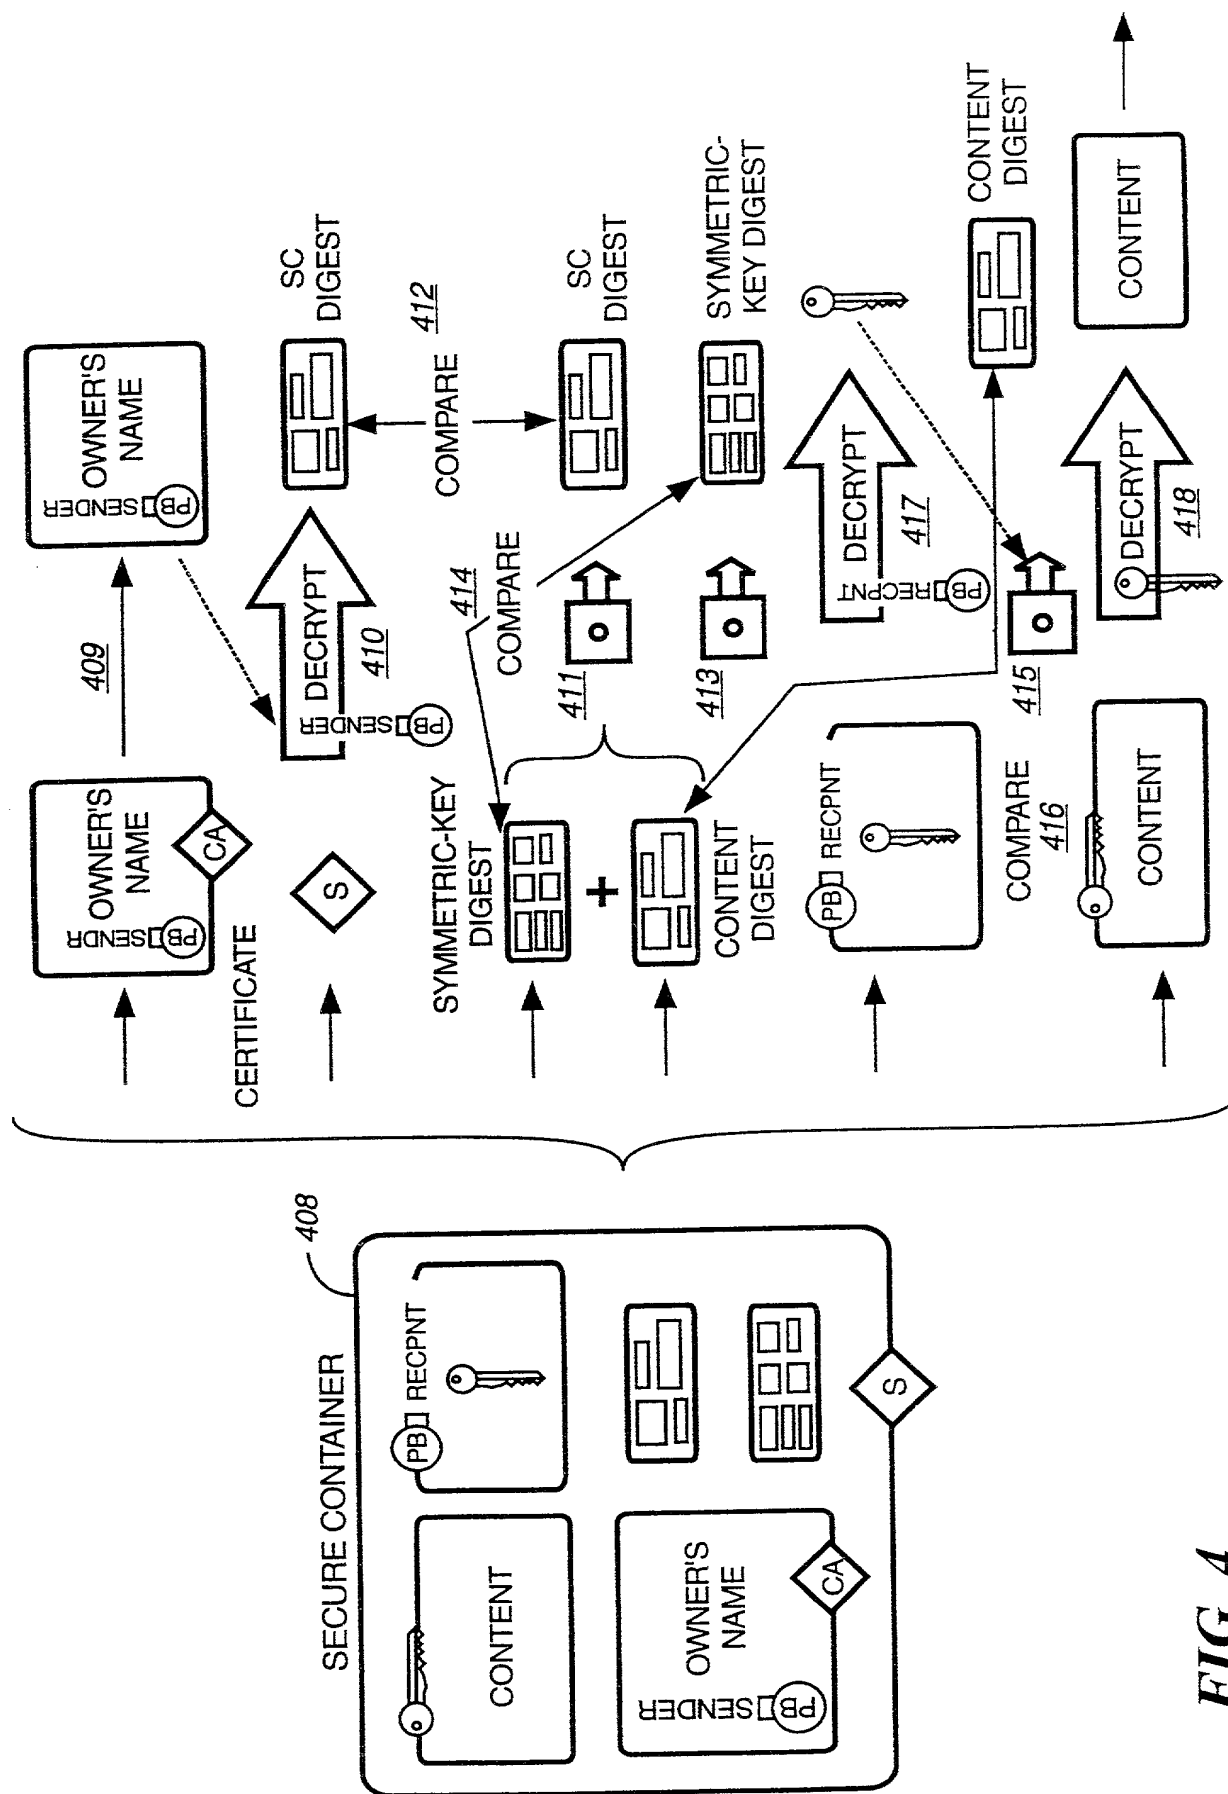 SECURE CONTAINER
408
CONTENT
PB RECPNT
OWNER'S
NAME
PB SENDER
CA
S
OWNER'S
NAME
PB SENDR
CA
CERTIFICATE
409
OWNER'S
NAME
PB SENDER
S
DECRYPT
410
PB SENDER
SC
DIGEST
COMPARE
412
SYMMETRIC-KEY
DIGEST
+
CONTENT
DIGEST
414
COMPARE
411
SC
DIGEST
413
SYMMETRIC-
KEY DIGEST
PB RECPNT
DECRYPT
417
PB RECPNT
COMPARE
416
415
CONTENT
DIGEST
CONTENT
DECRYPT
418
CONTENT
FIG. 4